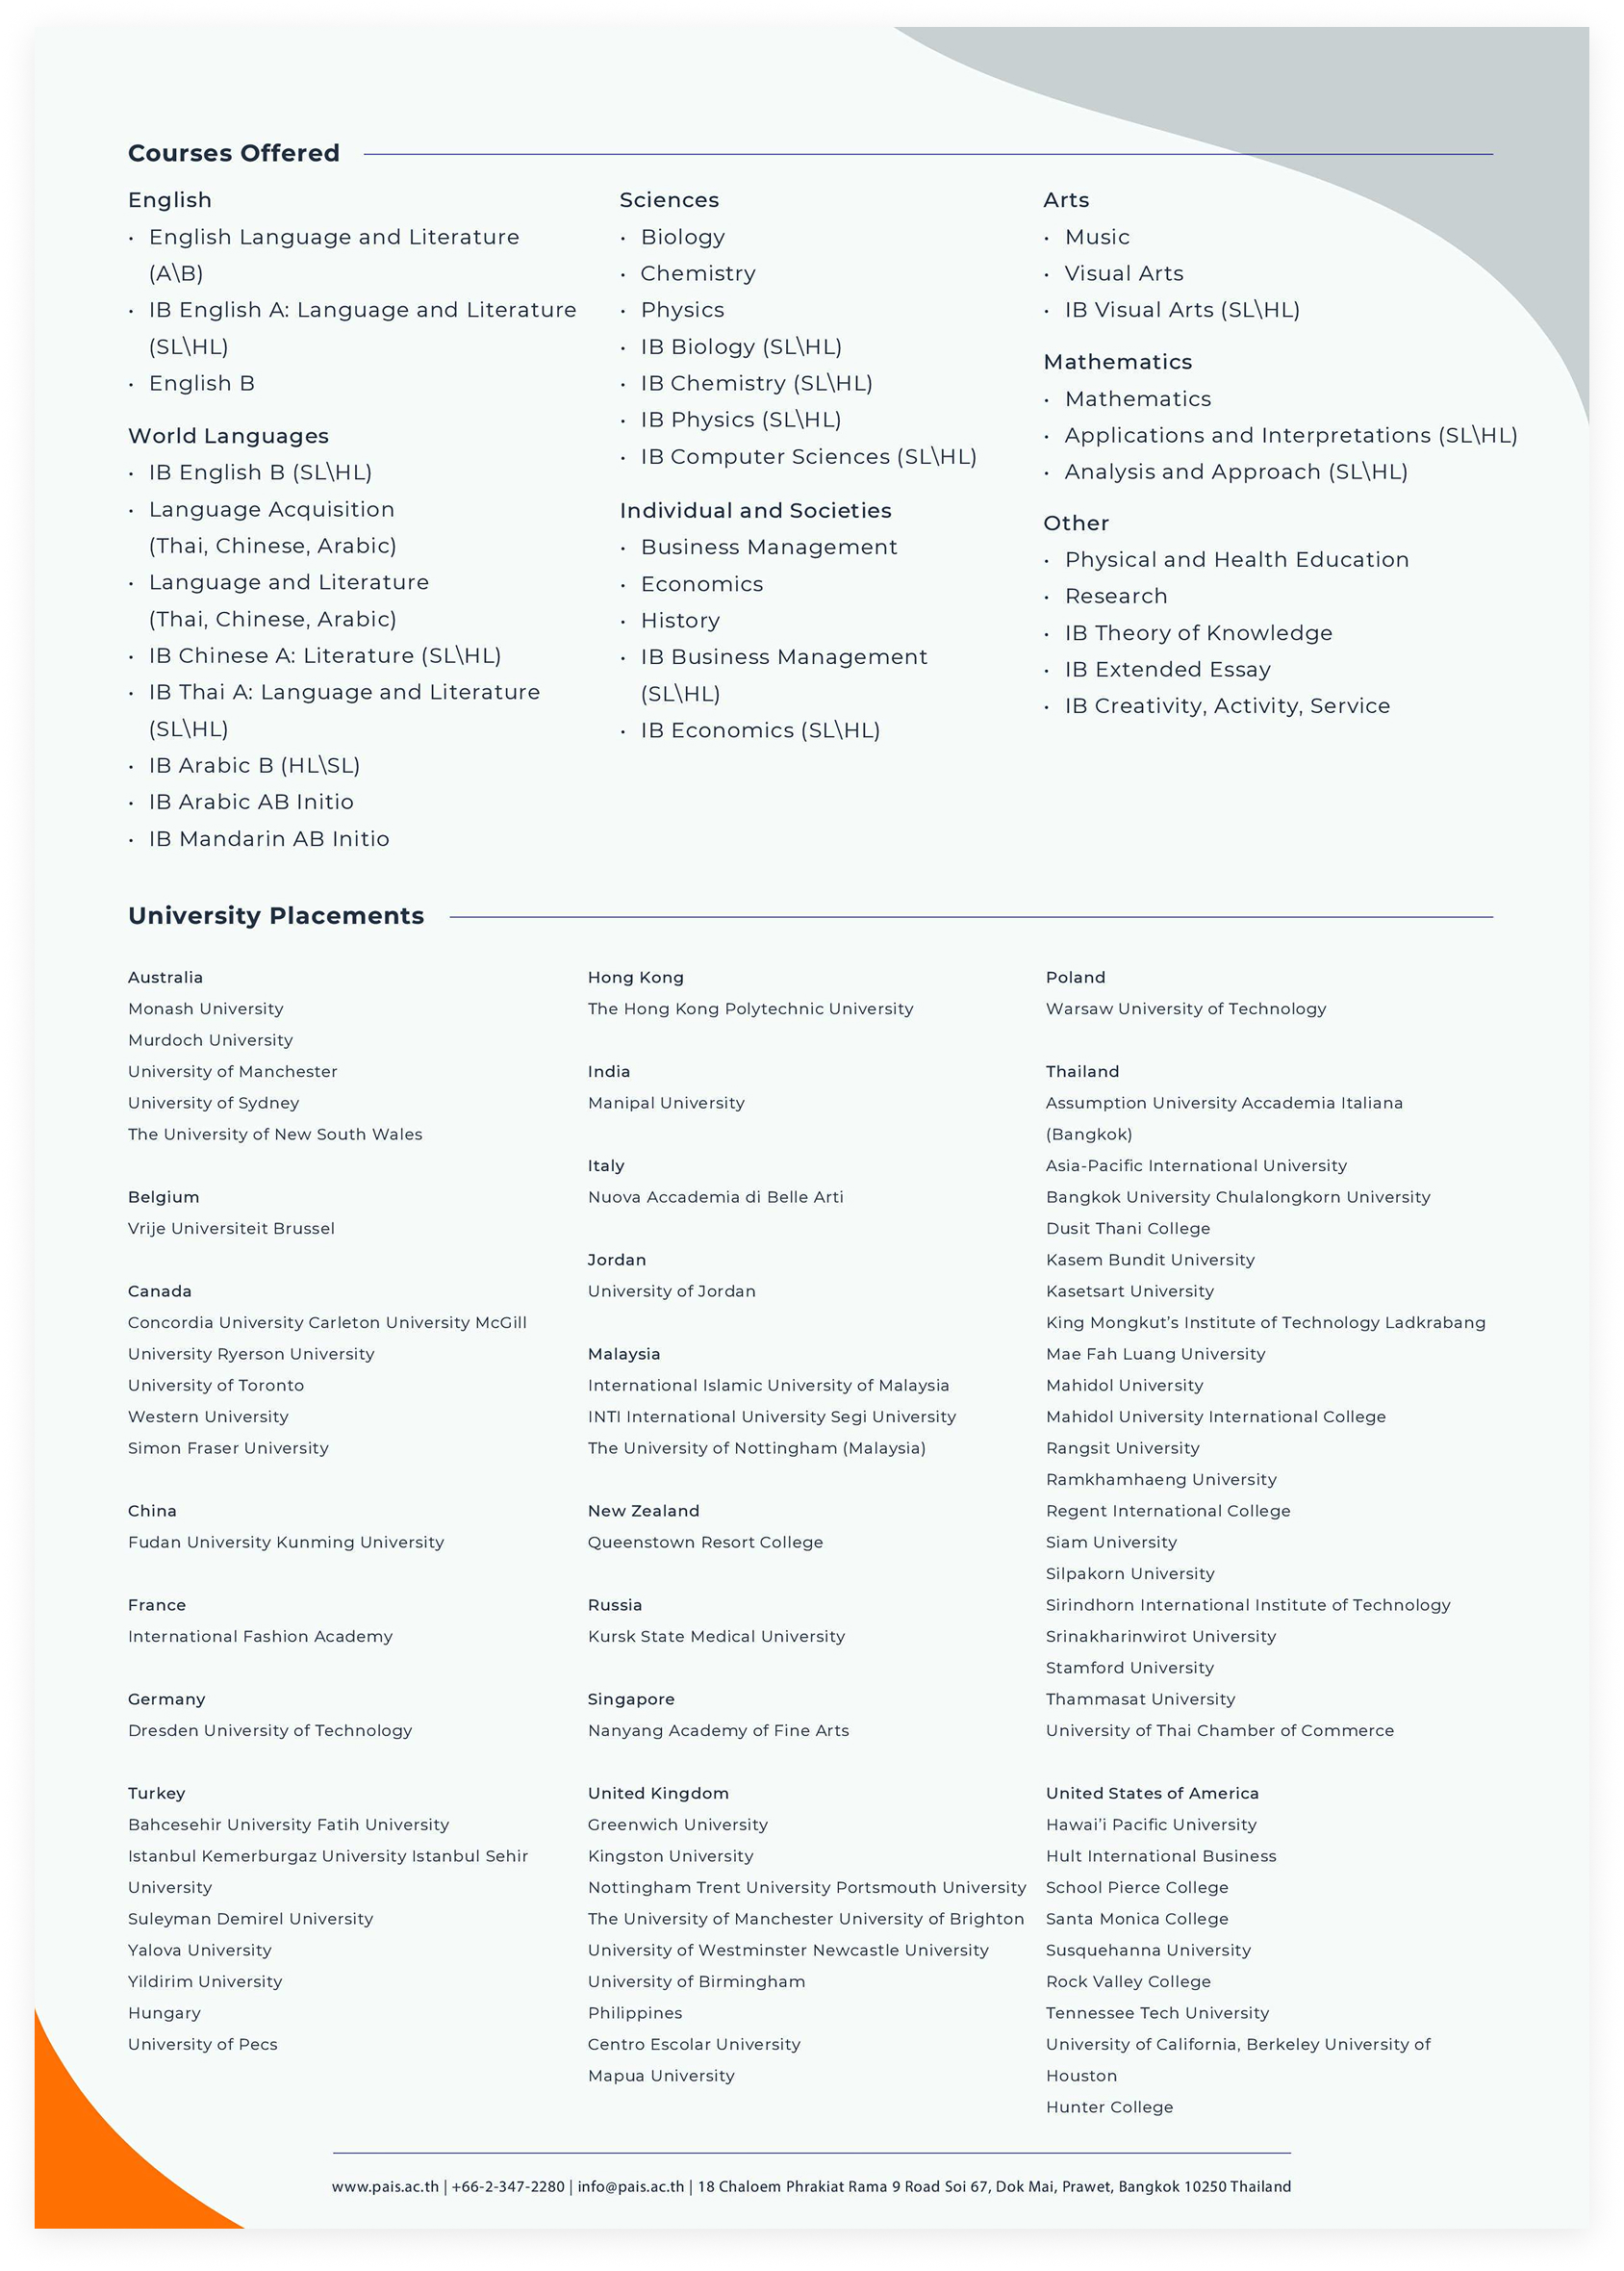 Courses Offered
English
• English Language and Literature
(A\B)
• IB English A: Language and Literature
(SL\HL)
• English B
World Languages
• IB English B (SL\HL)
• Language Acquisition
(Thai, Chinese, Arabic)
• Language and Literature
(Thai, Chinese, Arabic)
• IB Chinese A: Literature (SL\HL)
• IB Thai A: Language and Literature
(SL\HL)
• IB Arabic B (HL\SL)
• IB Arabic AB Initio
• IB Mandarin AB Initio
Sciences
• Biology
• Chemistry
• Physics
• IB Biology (SL\HL)
• IB Chemistry (SL\HL)
• IB Physics (SL\HL)
• IB Computer Sciences (SL\HL)
Individual and Societies
• Business Management
• Economics
• History
• IB Business Management
(SL\HL)
• IB Economics (SL\HL)
Arts
• Music
• Visual Arts
• IB Visual Arts (SL\HL)
Mathematics
• Mathematics
• Applications and Interpretations (SL\HL)
• Analysis and Approach (SL\HL)
Other
• Physical and Health Education
• Research
• IB Theory of Knowledge
• IB Extended Essay
• IB Creativity, Activity, Service
University Placements
Australia
Monash University
Murdoch University
University of Manchester
University of Sydney
The University of New South Wales
Belgium
Vrije Universiteit Brussel
Canada
Concordia University Carleton University McGill
University Ryerson University
University of Toronto
Western University
Simon Fraser University
China
Fudan University Kunming University
France
International Fashion Academy
Germany
Dresden University of Technology
Turkey
Bahcesehir University Fatih University
Istanbul Kemerburgaz University Istanbul Sehir
University
Suleyman Demirel University
Yalova University
Yildirim University
Hungary
University of Pecs
Hong Kong
The Hong Kong Polytechnic University
India
Manipal University
Italy
Nuova Accademia di Belle Arti
Jordan
University of Jordan
Malaysia
International Islamic University of Malaysia
INTI International University Segi University
The University of Nottingham (Malaysia)
New Zealand
Queenstown Resort College
Russia
Kursk State Medical University
Singapore
Nanyang Academy of Fine Arts
United Kingdom
Greenwich University
Kingston University
Nottingham Trent University Portsmouth University
The University of Manchester University of Brighton
University of Westminster Newcastle University
University of Birmingham
Philippines
Centro Escolar University
Mapua University
Poland
Warsaw University of Technology
Thailand
Assumption University Accademia Italiana
(Bangkok)
Asia-Pacific International University
Bangkok University Chulalongkorn University
Dusit Thani College
Kasem Bundit University
Kasetsart University
King Mongkut's Institute of Technology Ladkrabang
Mae Fah Luang University
Mahidol University
Mahidol University International College
Rangsit University
Ramkhamhaeng University
Regent International College
Siam University
Silpakorn University
Sirindhorn International Institute of Technology
Srinakharinwirot University
Stamford University
Thammasat University
University of Thai Chamber of Commerce
United States of America
Hawai'i Pacific University
Hult International Business
School Pierce College
Santa Monica College
Susquehanna University
Rock Valley College
Tennessee Tech University
University of California, Berkeley University of
Houston
Hunter College
www.pais.ac.th | +66-2-347-2280 | info@pais.ac.th | 18 Chaloem Phrakiat Rama 9 Road Soi 67, Dok Mai, Prawet, Bangkok 10250 Thailand